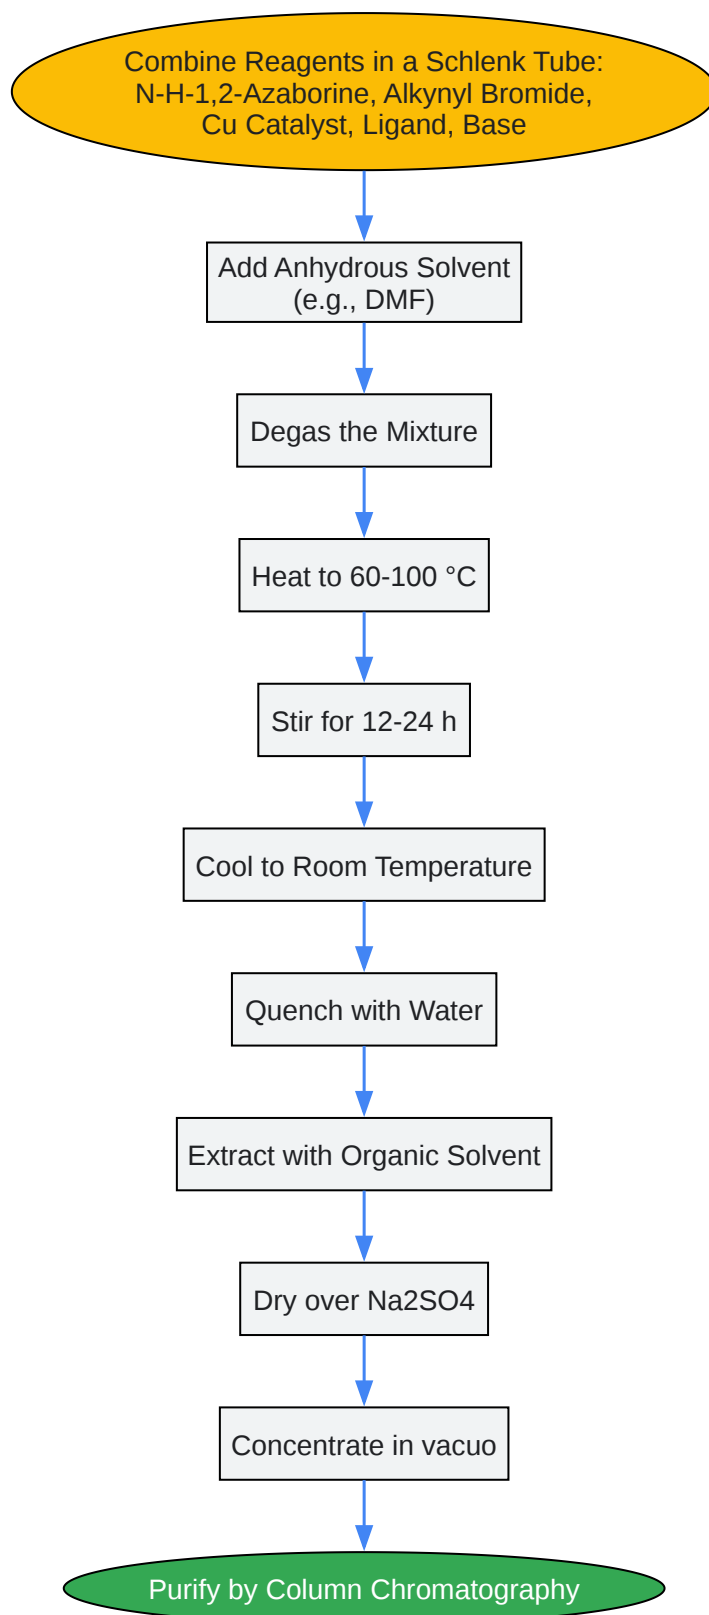 Combine Reagents in a Schlenk Tube:
N-H-1,2-Azaborine, Alkynyl Bromide,
Cu Catalyst, Ligand, Base
Add Anhydrous Solvent
(e.g., DMF)
Degas the Mixture
Heat to 60-100 °C
Stir for 12-24 h
Cool to Room Temperature
Quench with Water
Extract with Organic Solvent
Dry over Na2SO4
Concentrate in vacuo
Purify by Column Chromatography